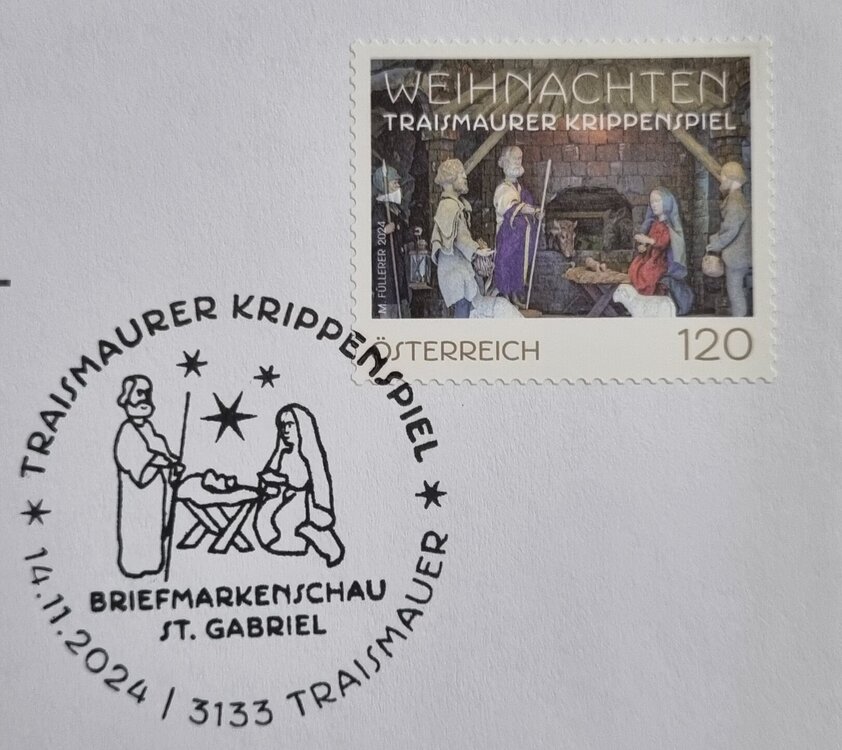 WEIHNACHTEN
TRAISMAURER KRIPPENSPIEL
M. FÜLLERER 2024
ÖSTERREICH
120
TRAISMAURER KRIPPENSPIEL
BRIEFMARKENSCHAU
ST. GABRIEL
14.11.2024 / 3133 TRAISMAUER